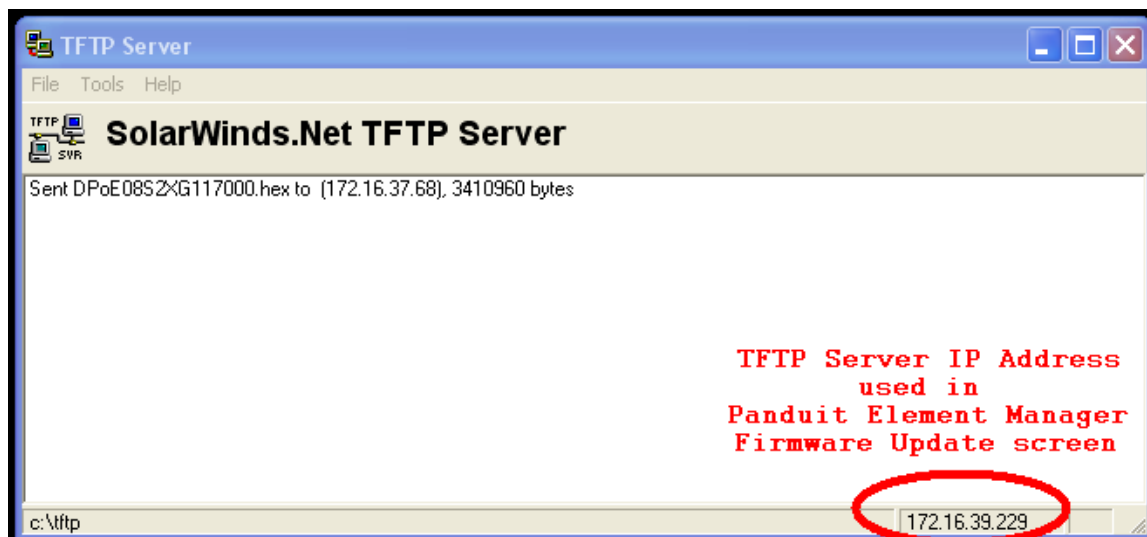 TFTP Server
File Tools Help
TFTP
SVR
SolarWinds.Net TFTP Server
Sent DPoE08S2XG117000.hex to (172.16.37.68), 3410960 bytes
TFTP Server IP Address
used in
Panduit Element Manager
Firmware Update screen
c:\tftp
172.16.39.229